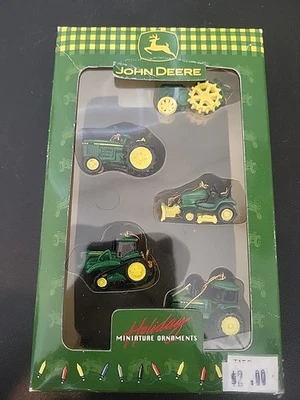 JOHN DEERE
Holiday
MINIATURE ORNAMENTS
$2.00